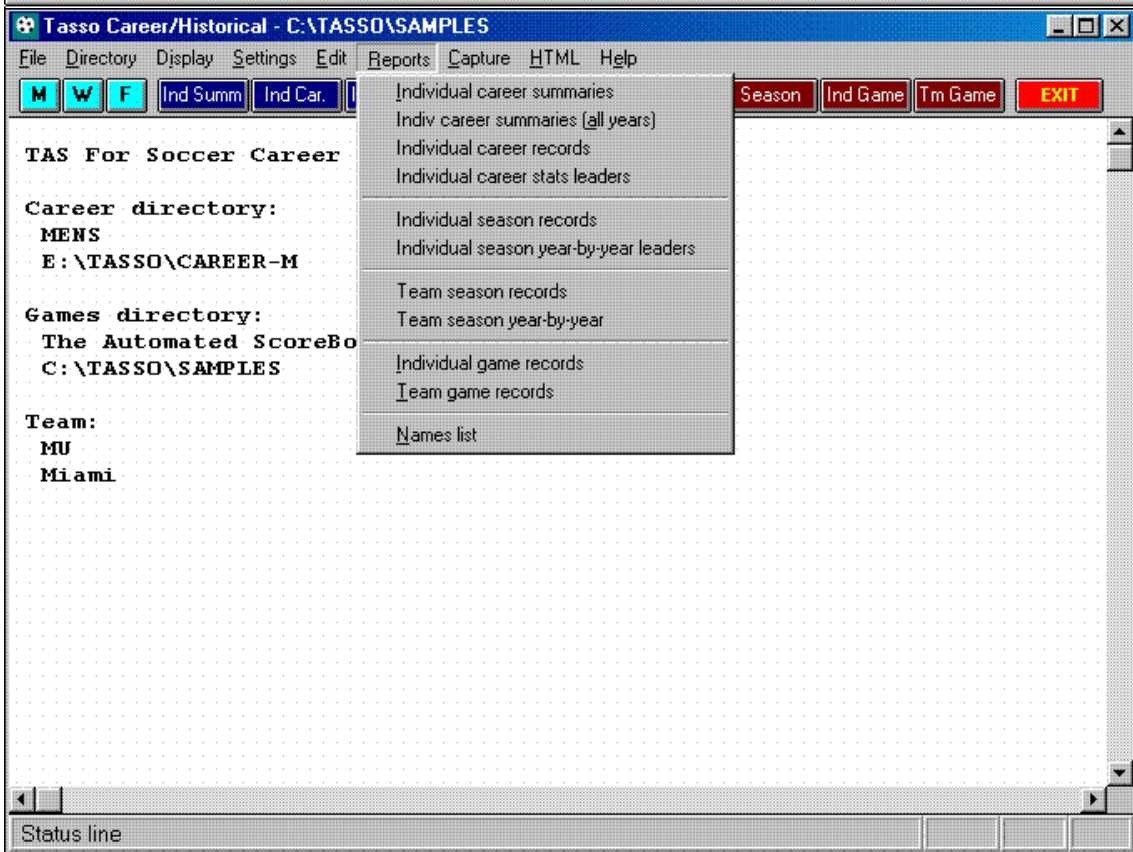 Tasso Career/Historical - C:\TASSO\SAMPLES
File Directory Display Settings Edit Reports Capture HTML Help
M W F Ind Summ Ind Car. Season Ind Game Tm Game EXIT
Individual career summaries
Indiv career summaries (all years)
Individual career records
Individual career stats leaders
Individual season records
Individual season year-by-year leaders
Team season records
Team season year-by-year
Individual game records
Team game records
Names list
TAS For Soccer Career
Career directory:
MENS
E:\TASSO\CAREER-M
Games directory:
The Automated ScoreBo
C:\TASSO\SAMPLES
Team:
MU
Miami
Status line